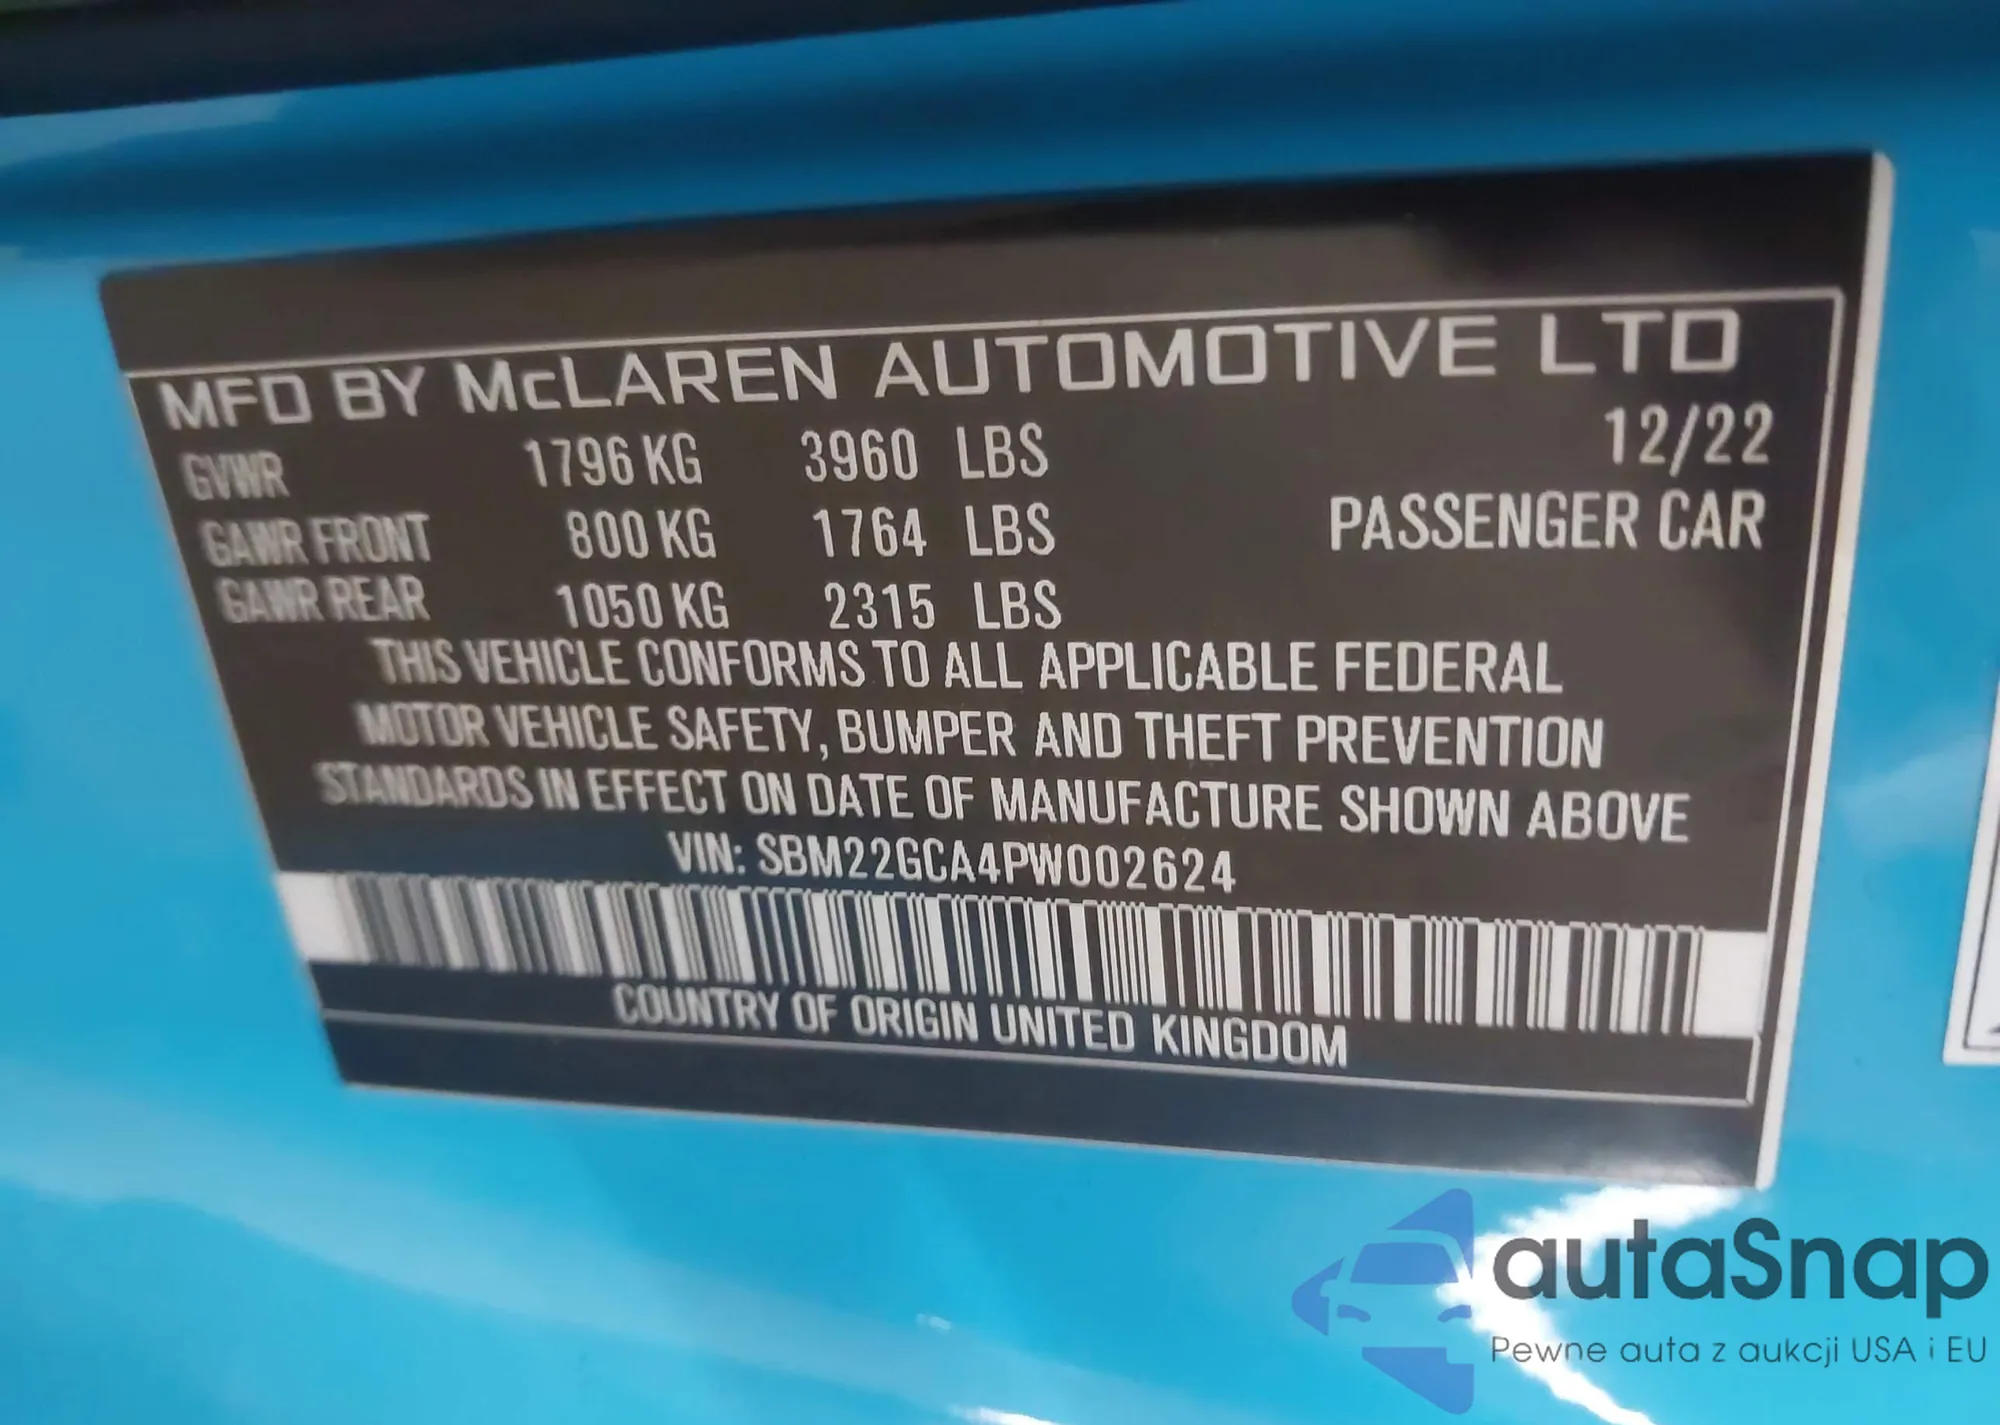 MFD BY McLAREN AUTOMOTIVE LTD
12/22
GVWR 1796 KG 3960 LBS
GAWR FRONT 800 KG 1764 LBS PASSENGER CAR
GAWR REAR 1050 KG 2315 LBS
THIS VEHICLE CONFORMS TO ALL APPLICABLE FEDERAL
MOTOR VEHICLE SAFETY, BUMPER AND THEFT PREVENTION
STANDARDS IN EFFECT ON DATE OF MANUFACTURE SHOWN ABOVE
VIN: SBM22GCA4PW002624
COUNTRY OF ORIGIN UNITED KINGDOM
autaSnap
Pewne auta z aukcji USA i EU